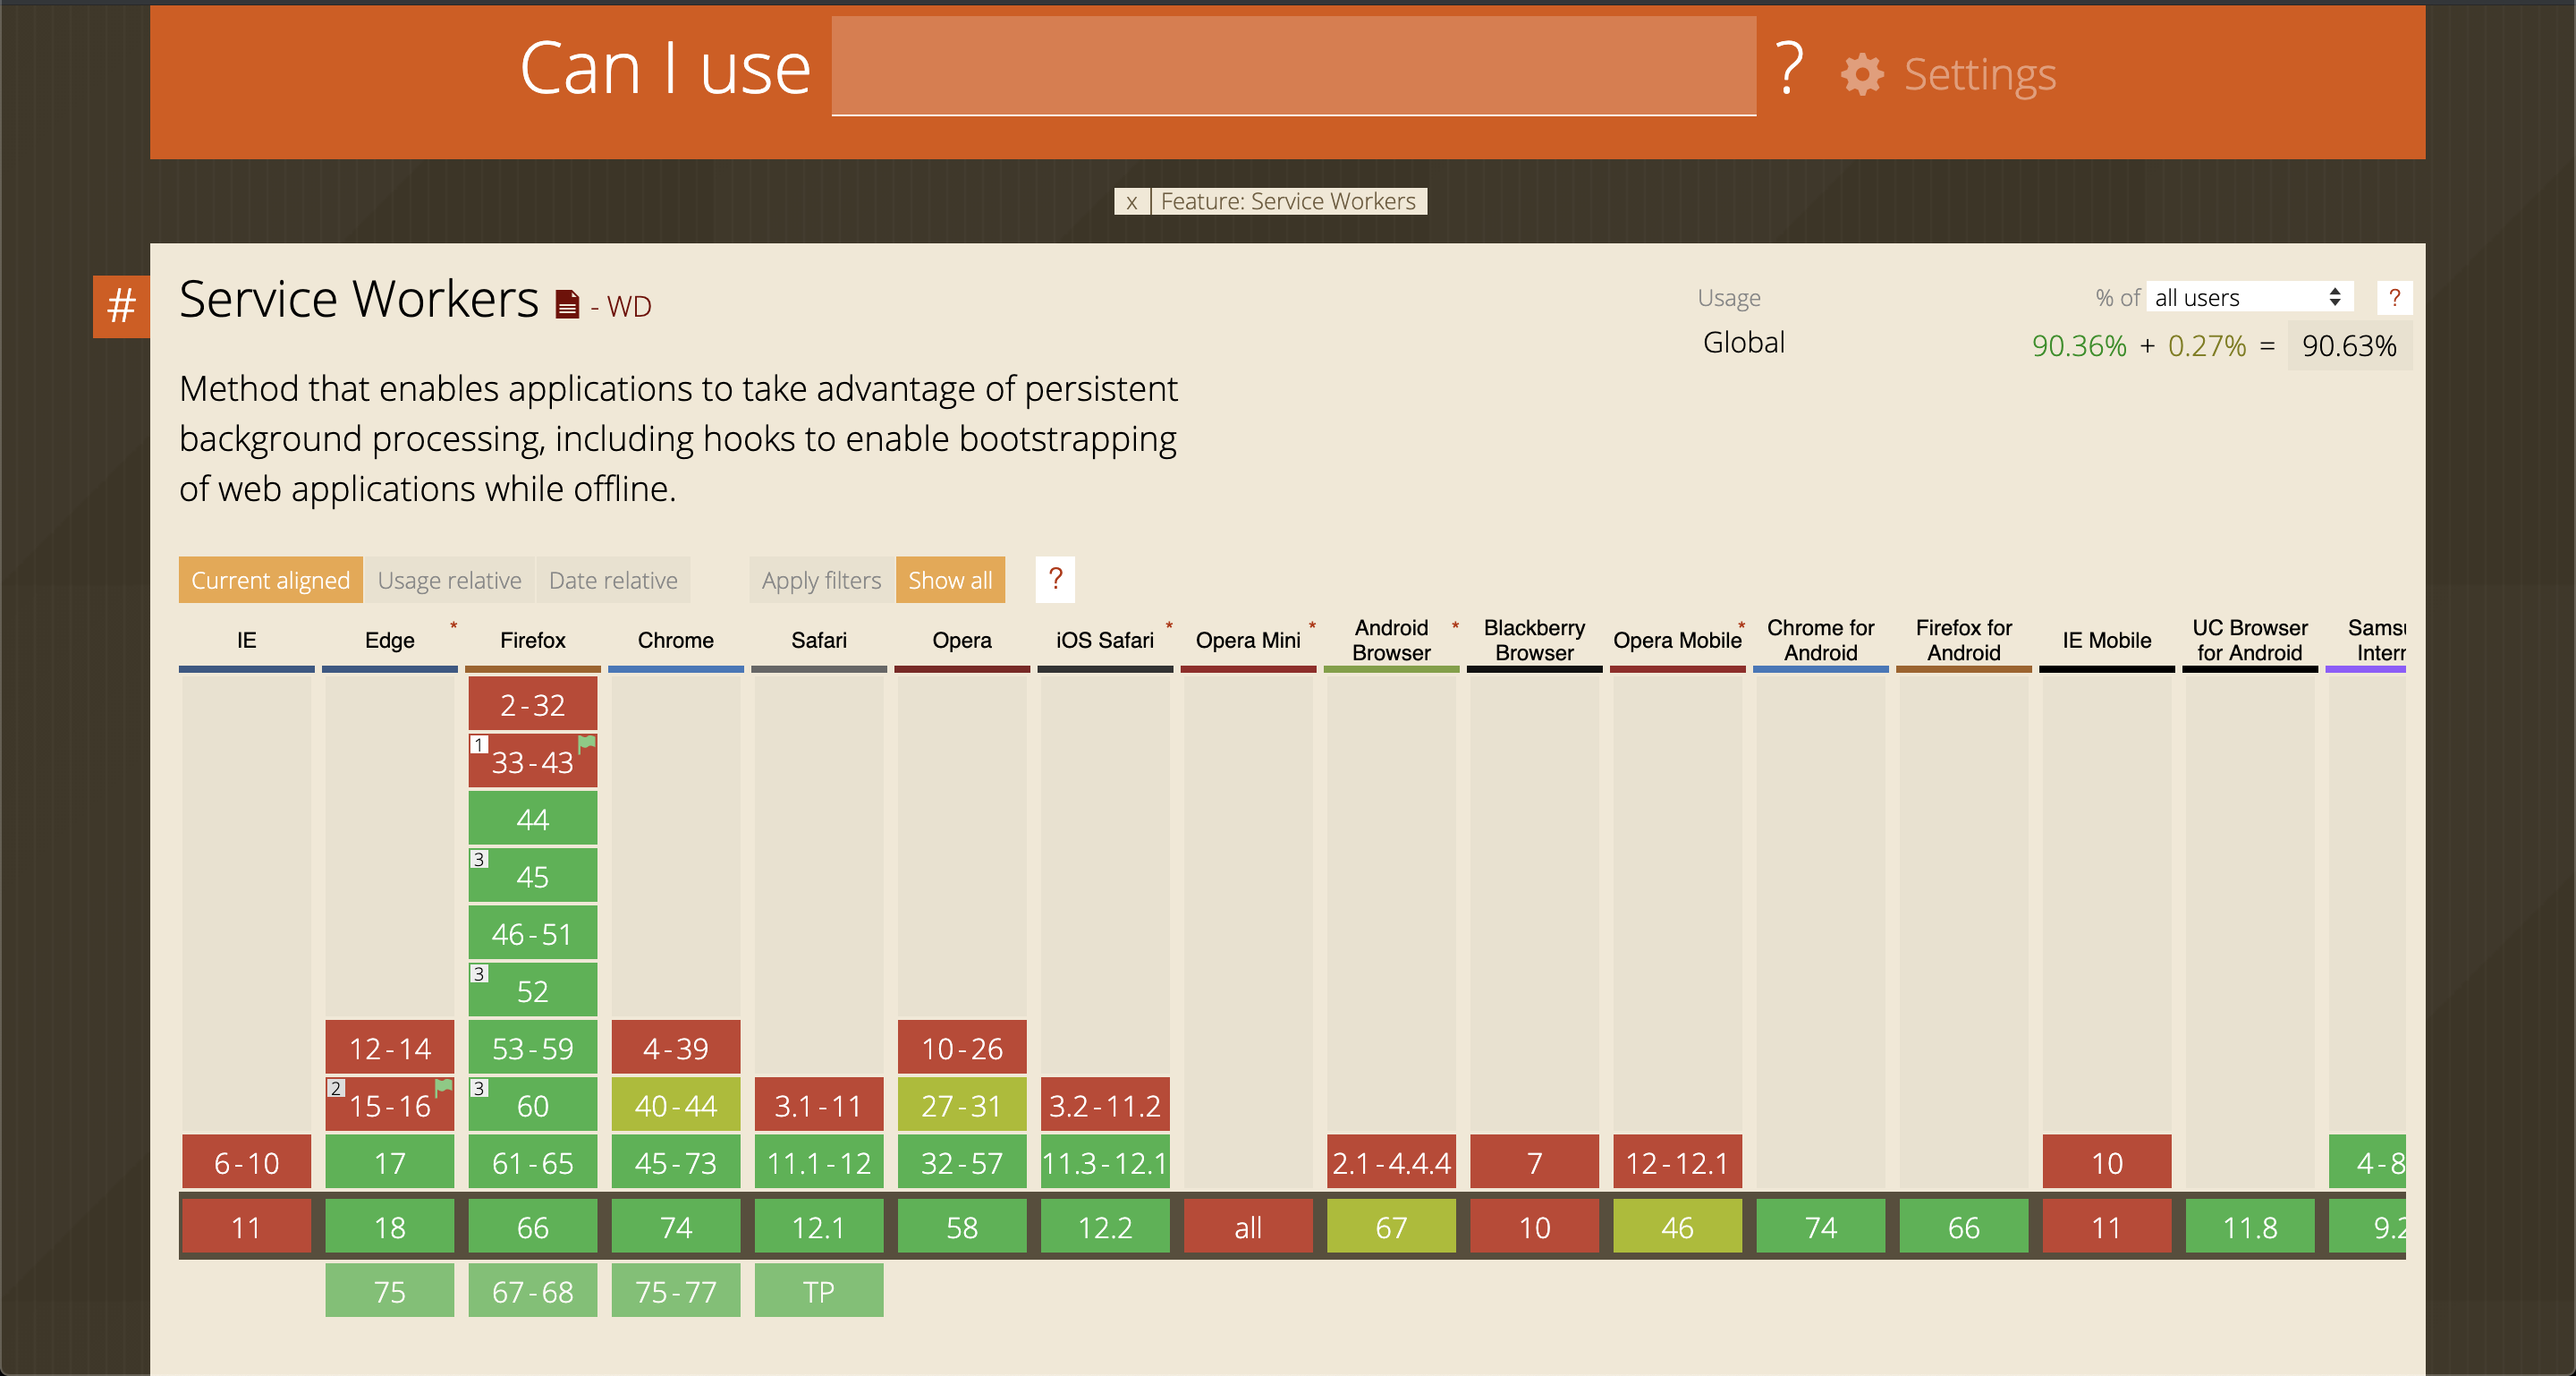 Can I use ? Settings
x Feature: Service Workers
# Service Workers - WD
Usage % of all users ?
Global 90.36% + 0.27% = 90.63%
Method that enables applications to take advantage of persistent
background processing, including hooks to enable bootstrapping
of web applications while offline.
Current aligned Usage relative Date relative Apply filters Show all ?
IE Edge * Firefox Chrome Safari Opera iOS Safari * Opera Mini * Android Browser * Blackberry Browser Opera Mobile * Chrome for Android Firefox for Android IE Mobile UC Browser for Android
2-32
1 33-43
44
3 45
46-51
3 52
12-14 53-59 4-39 10-26
2 15-16 3 60 40-44 3.1-11 27-31 3.2-11.2
6-10 17 61-65 45-73 11.1-12 32-57 11.3-12.1 2.1-4.4.4 7 12-12.1 10 4-8
11 18 66 74 12.1 58 12.2 all 67 10 46 74 66 11 11.8 9.2
75 67-68 75-77 TP